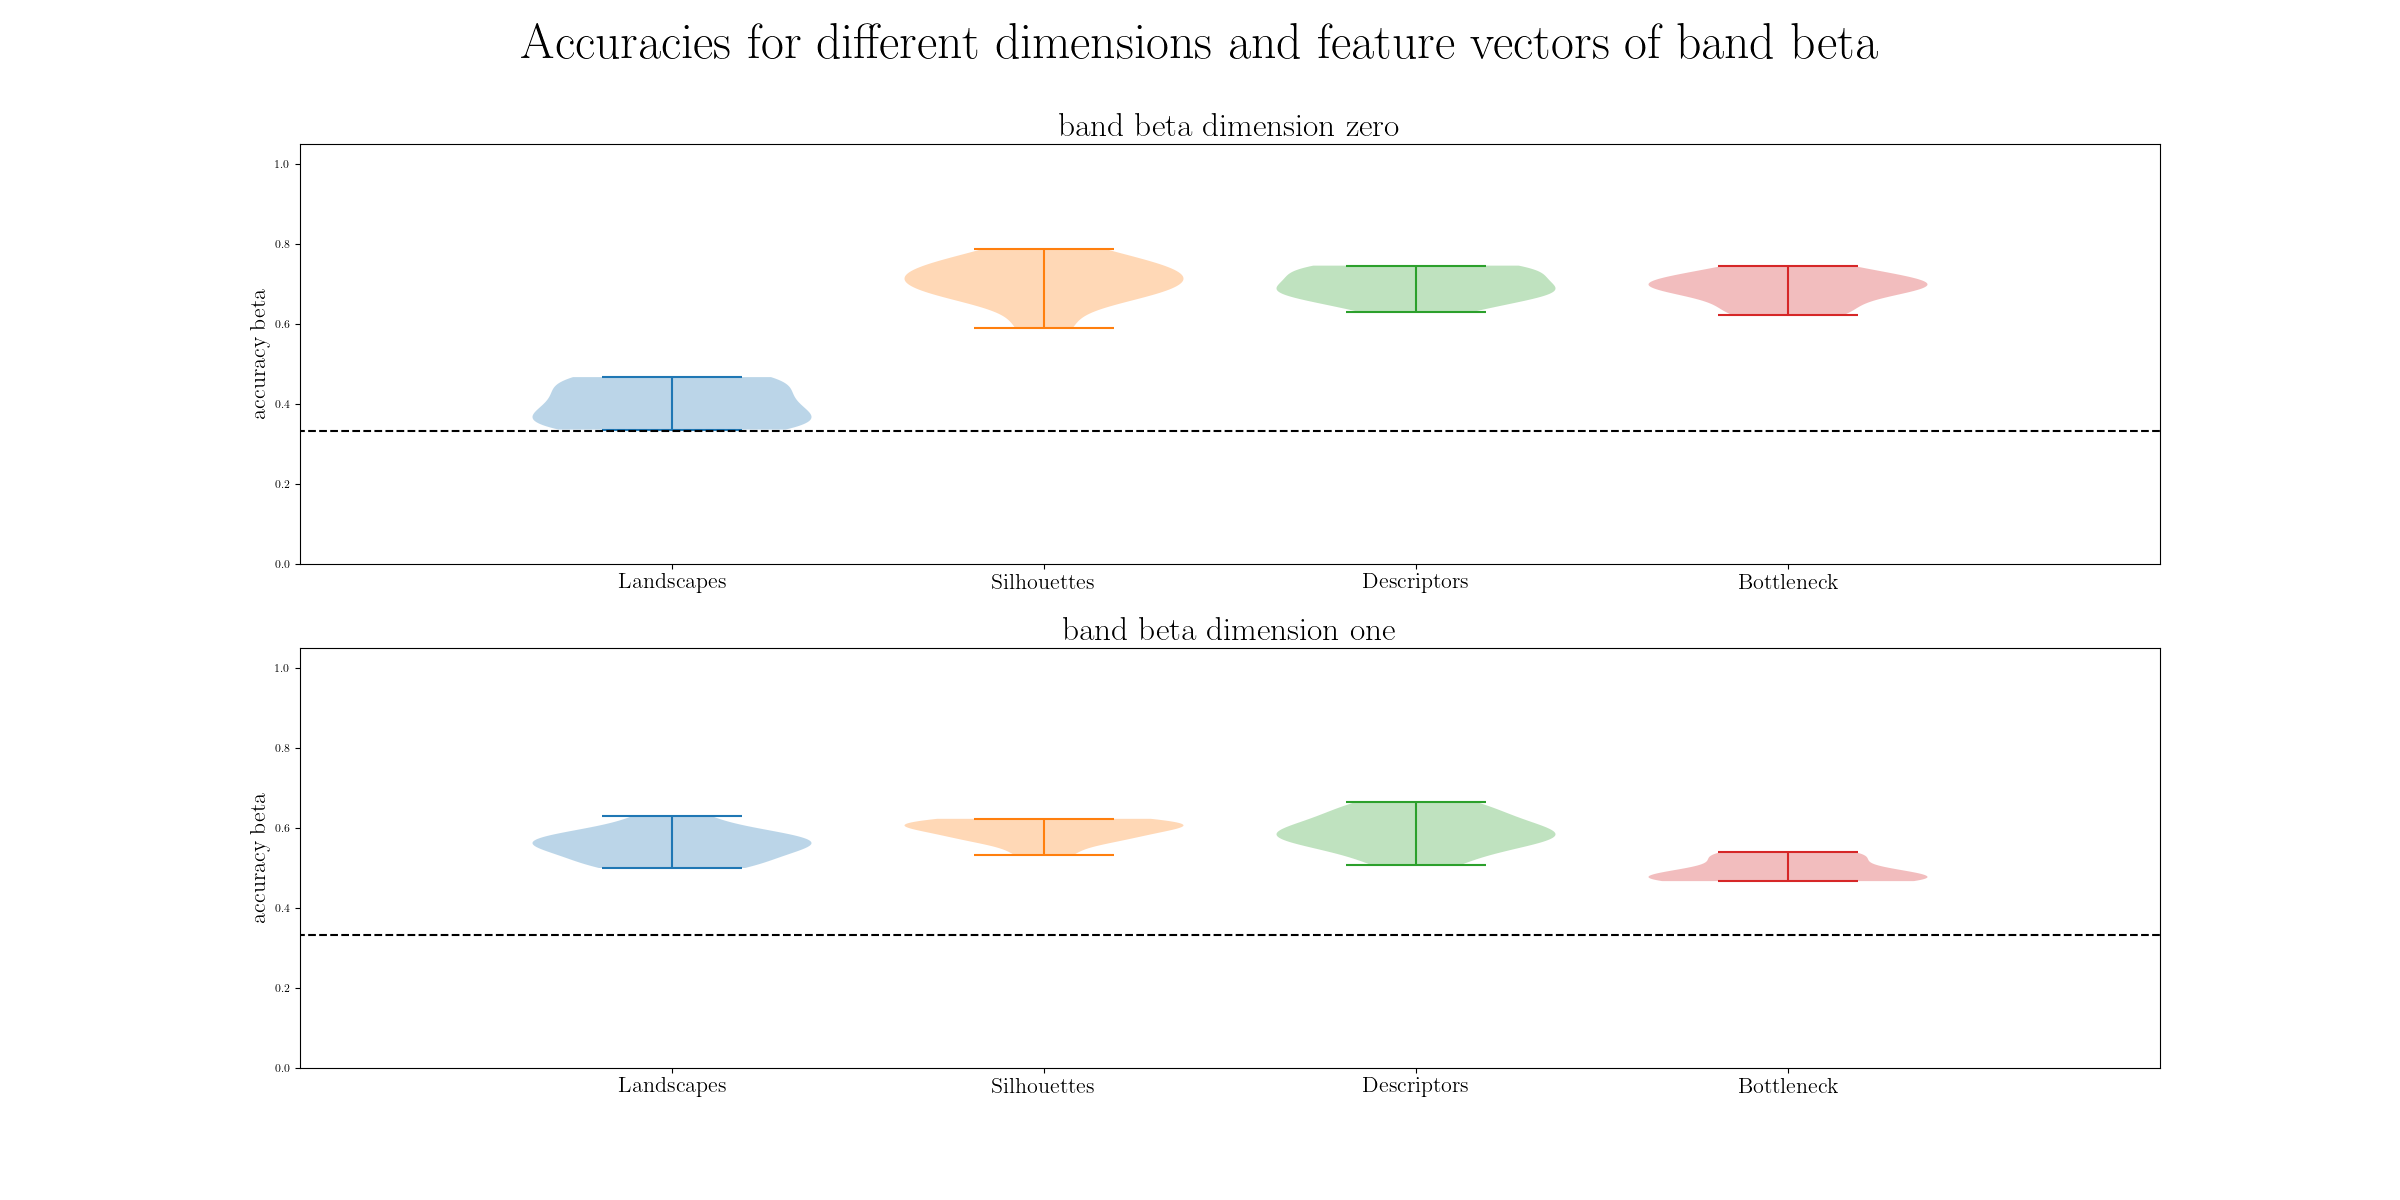 Accuracies for different dimensions and feature vectors of band beta
band beta dimension zero
1.0
0.8
0.6
0.4
0.2
0.0
accuracy beta
Landscapes Silhouettes Descriptors Bottleneck
band beta dimension one
1.0
0.8
0.6
0.4
0.2
0.0
accuracy beta
Landscapes Silhouettes Descriptors Bottleneck